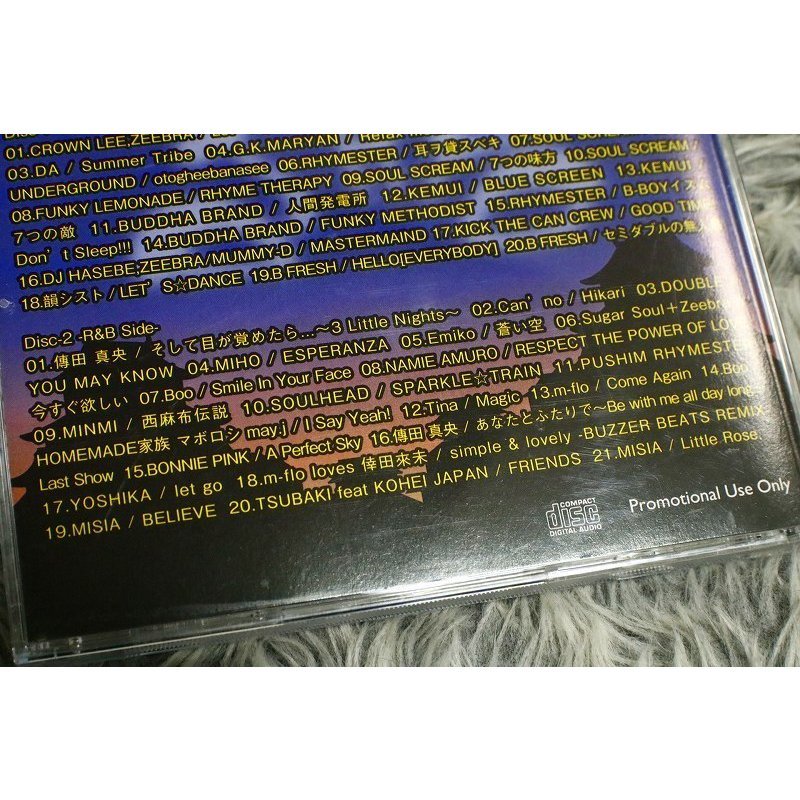 01.CROWN LEE;ZEEBRA /
03.DA / Summer Tribe 04.G.K.MARYAN / Relax
UNDERGROUND / otogheebanasee 06.RHYMESTER / 耳ヲ貸スベキ 07.SOUL SCREAM
08.FUNKY LEMONADE / RHYME THERAPY 09.SOUL SCREAM / 7つの味方 10.SOUL SCREAM /
7つの敵 11.BUDDHA BRAND / 人間発電所 12.KEMUI / BLUE SCREEN 13.KEMUI /
Don't Sleep!!! 14.BUDDHA BRAND / FUNKY METHODIST 15.RHYMESTER / B-BOYイズム
16.DJ HASEBE;ZEEBRA/MUMMY-D / MASTERMAIND 17.KICK THE CAN CREW / GOOD TIME
18.韻シスト / LET'S☆DANCE 19.B FRESH / HELLO[EVERYBODY] 20.B FRESH / セミダブルの無人島
Disc-2 -R&B Side-
01.傳田 真央 / そして目が覚めたら...〜3 Little Nights〜 02.Can'no / Hikari 03.DOUBLE
YOU MAY KNOW 04.MIHO / ESPERANZA 05.Emiko / 蒼い空 06.Sugar Soul+Zeebra
今すぐ欲しい 07.Boo / Smile In Your Face 08.NAMIE AMURO / RESPECT THE POWER OF LOVE
09.MINMI / 西麻布伝説 10.SOULHEAD / SPARKLE☆TRAIN 11.PUSHIM RHYMESTER
HOMEMADE家族 マボロシ may.j / I Say Yeah! 12.Tina / Magic 13.m-flo / Come Again 14.Boo
Last Show 15.BONNIE PINK / A Perfect Sky 16.傳田 真央 / あなたとふたりで〜Be with me all day long
17.YOSHIKA / let go 18.m-flo loves 倖田來未 / simple & lovely -BUZZER BEATS REMIX
19.MISIA / BELIEVE 20.TSUBAKI feat KOHEI JAPAN / FRIENDS 21.MISIA / Little Rose.
COMPACT disc DIGITAL AUDIO
Promotional Use Only